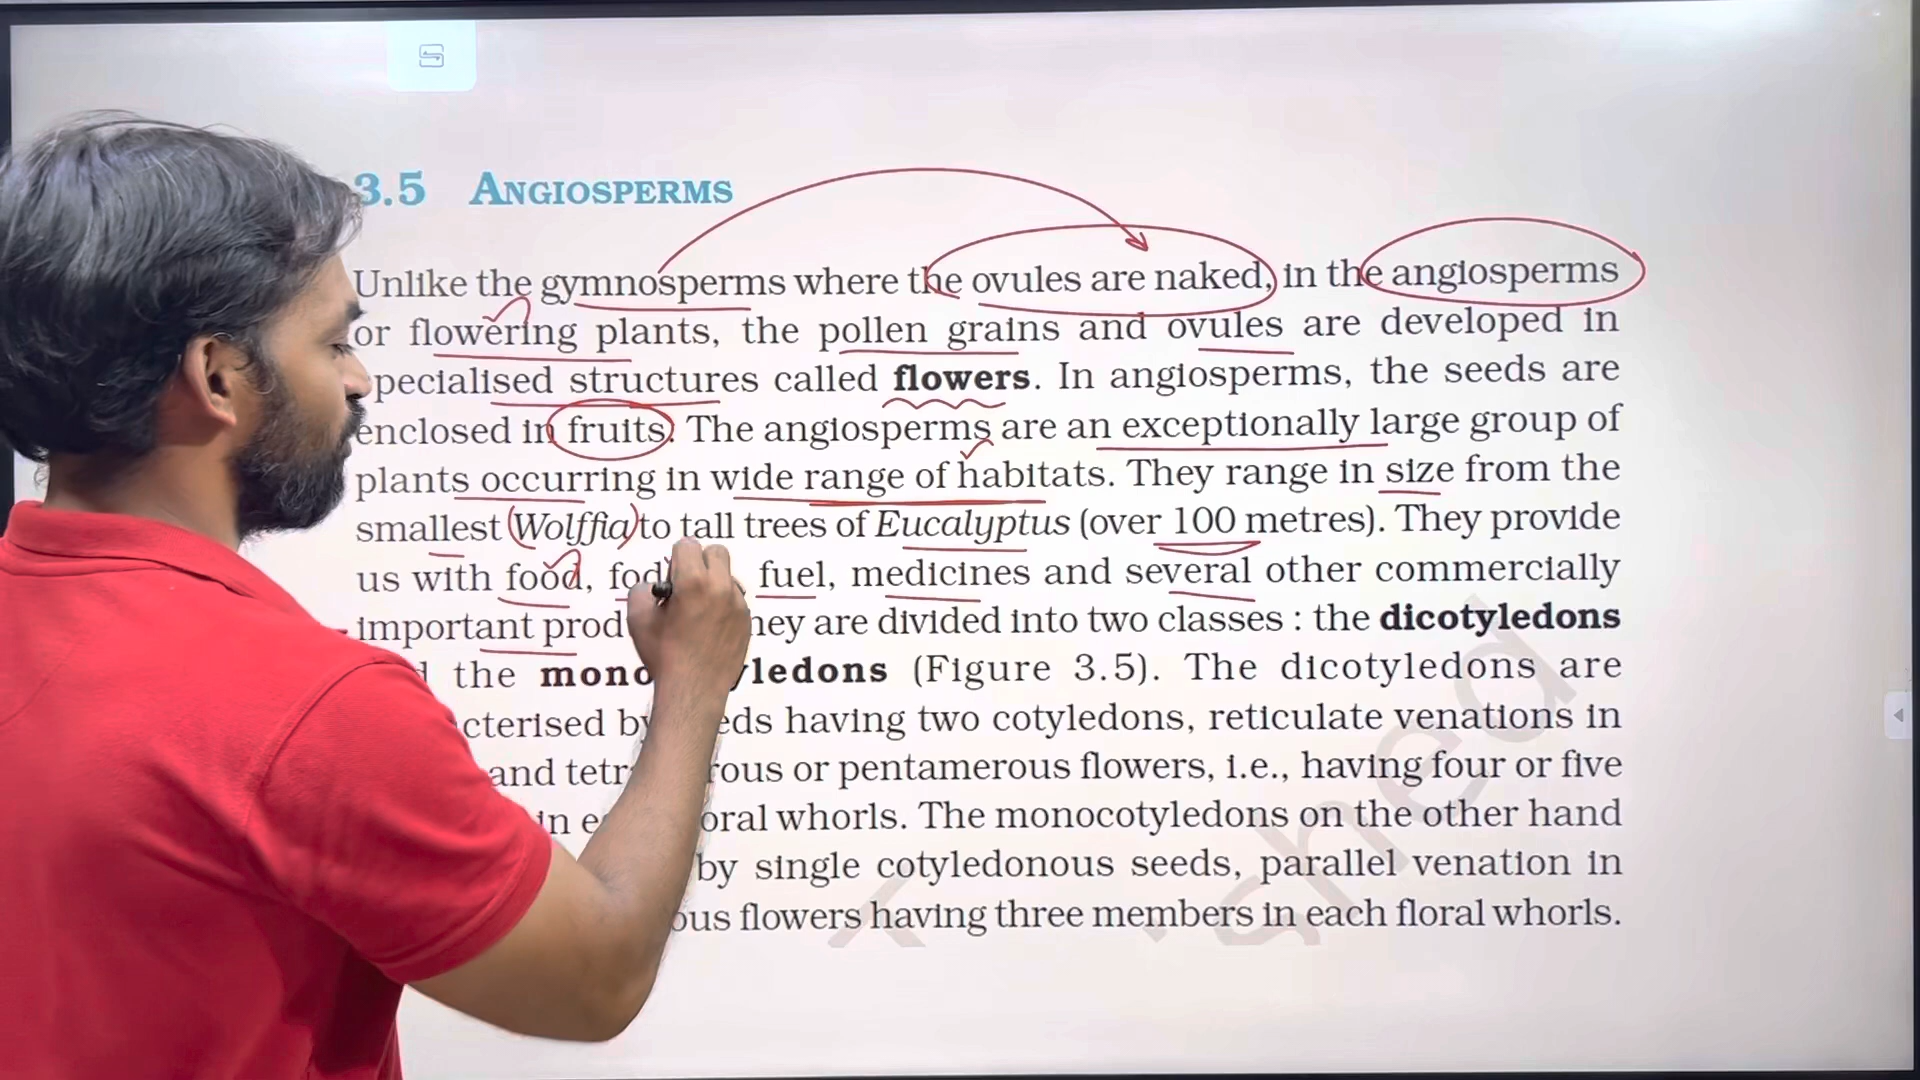 3.5 ANGIOSPERMS
Unlike the gymnosperms where the ovules are naked, in the angiosperms
or flowering plants, the pollen grains and ovules are developed in
pecialised structures called flowers. In angiosperms, the seeds are
enclosed in fruits. The angiosperms are an exceptionally large group of
plants occurring in wide range of habitats. They range in size from the
smallest Wolffia to tall trees of Eucalyptus (over 100 metres). They provide
us with food, fod fuel, medicines and several other commercially
important prod hey are divided into two classes : the dicotyledons
the mono yledons (Figure 3.5). The dicotyledons are
cterised by eds having two cotyledons, reticulate venations in
and tetr rous or pentamerous flowers, i.e., having four or five
in e oral whorls. The monocotyledons on the other hand
by single cotyledonous seeds, parallel venation in
ous flowers having three members in each floral whorls.
shed